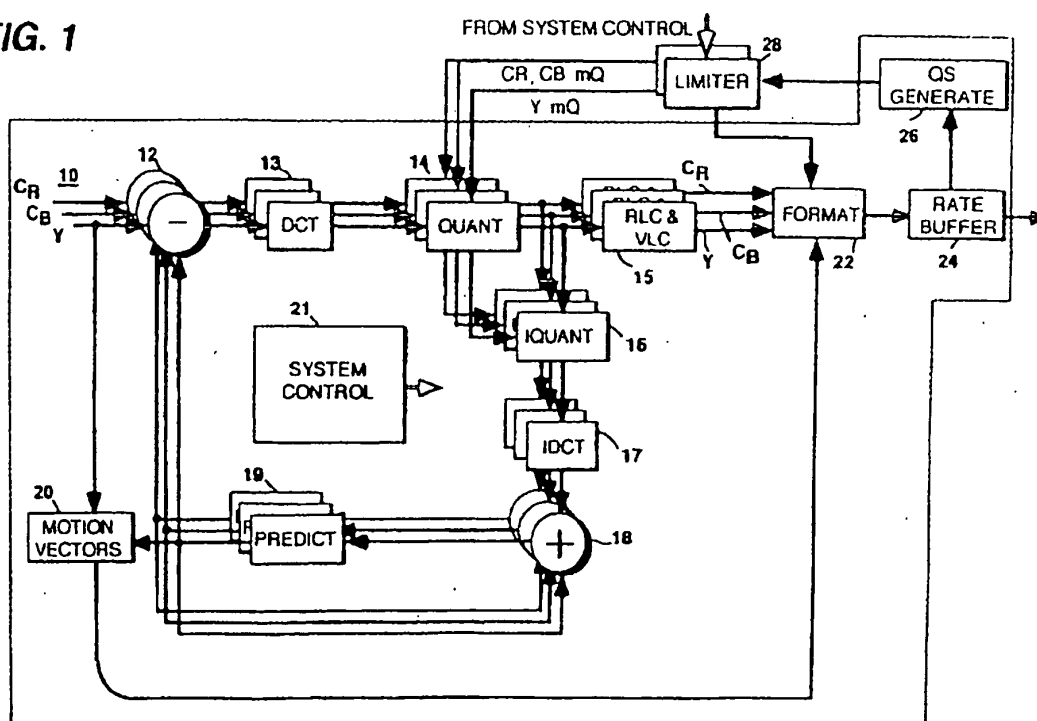 IG. 1
FROM SYSTEM CONTROL
28
LIMITER
CR, CB mQ
Y mQ
QS
GENERATE
26
10
12
13
14
CR
CB
Y
−
DCT
QUANT
RLC &
VLC
15
CR
CB
Y
FORMAT
22
RATE
BUFFER
24
IQUANT
16
21
SYSTEM
CONTROL
IDCT
17
20
MOTION
VECTORS
19
PREDICT
+
18